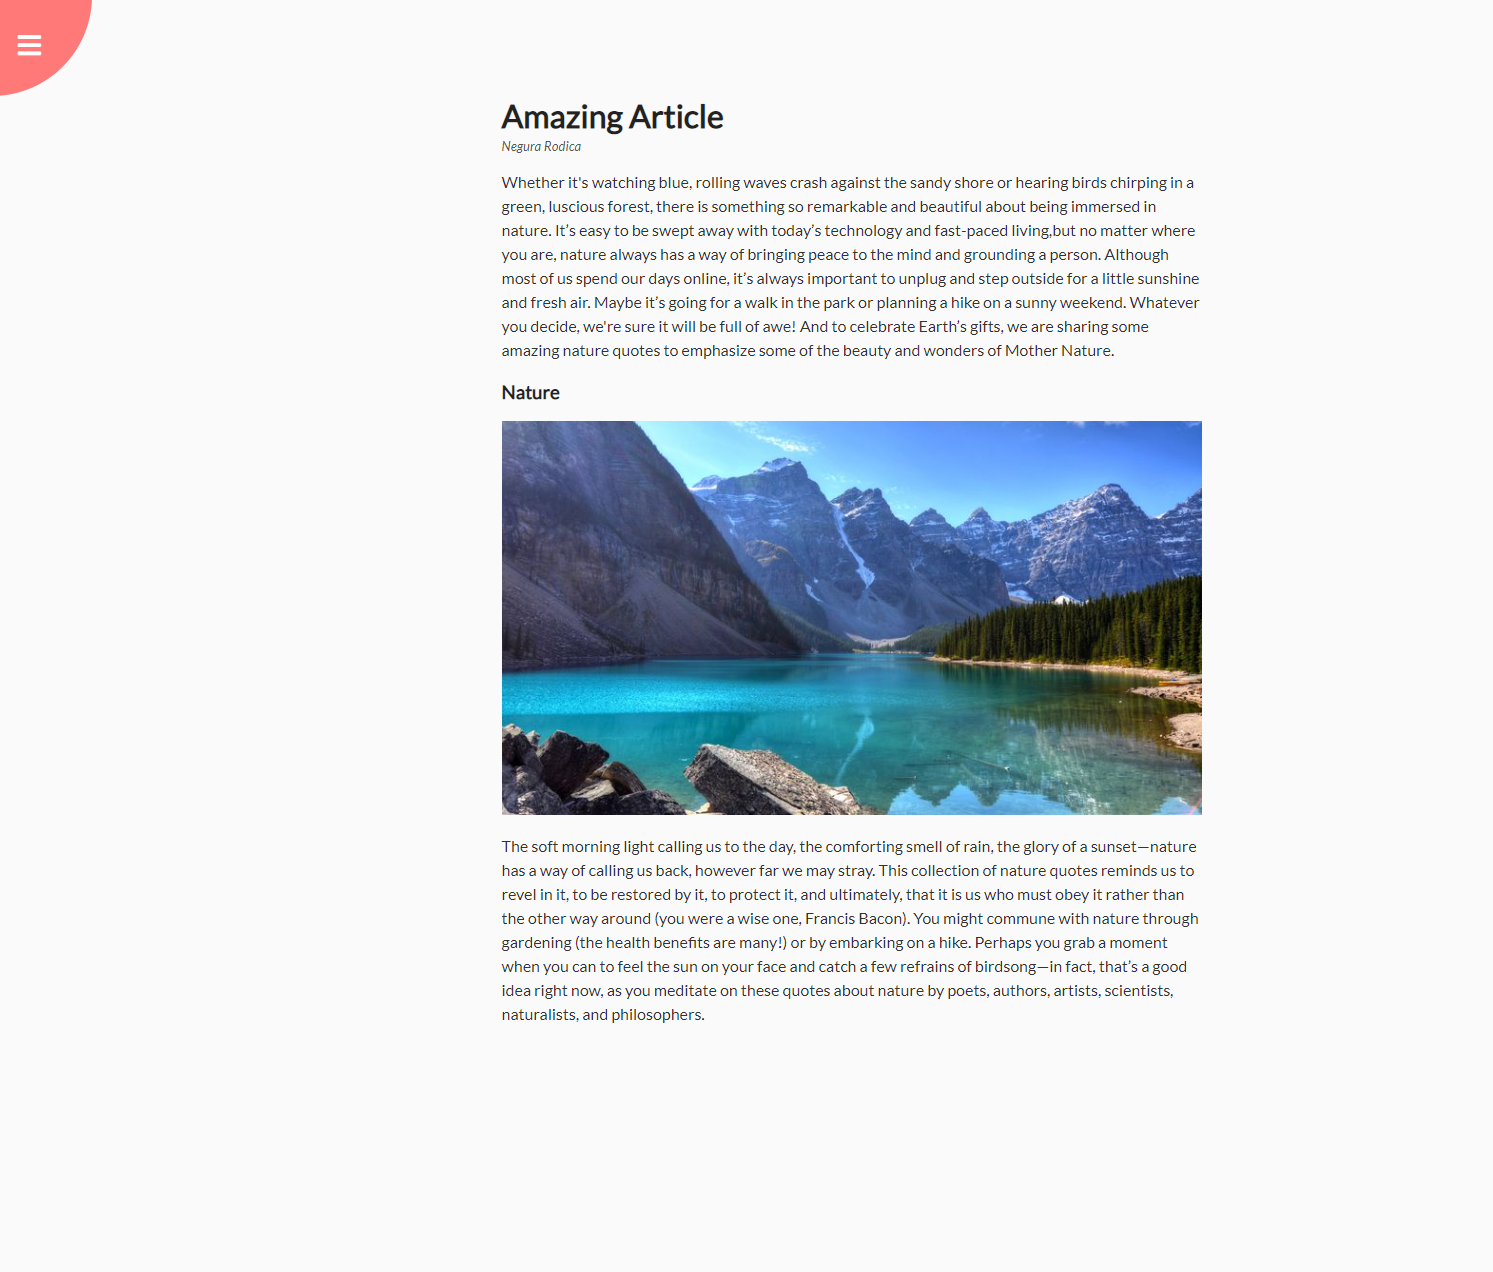 Amazing Article
Negura Rodica
Whether it's watching blue, rolling waves crash against the sandy shore or hearing birds chirping in a
green, luscious forest, there is something so remarkable and beautiful about being immersed in
nature. It’s easy to be swept away with today’s technology and fast-paced living,but no matter where
you are, nature always has a way of bringing peace to the mind and grounding a person. Although
most of us spend our days online, it’s always important to unplug and step outside for a little sunshine
and fresh air. Maybe it’s going for a walk in the park or planning a hike on a sunny weekend. Whatever
you decide, we're sure it will be full of awe! And to celebrate Earth’s gifts, we are sharing some
amazing nature quotes to emphasize some of the beauty and wonders of Mother Nature.
Nature
The soft morning light calling us to the day, the comforting smell of rain, the glory of a sunset—nature
has a way of calling us back, however far we may stray. This collection of nature quotes reminds us to
revel in it, to be restored by it, to protect it, and ultimately, that it is us who must obey it rather than
the other way around (you were a wise one, Francis Bacon). You might commune with nature through
gardening (the health benefits are many!) or by embarking on a hike. Perhaps you grab a moment
when you can to feel the sun on your face and catch a few refrains of birdsong—in fact, that’s a good
idea right now, as you meditate on these quotes about nature by poets, authors, artists, scientists,
naturalists, and philosophers.